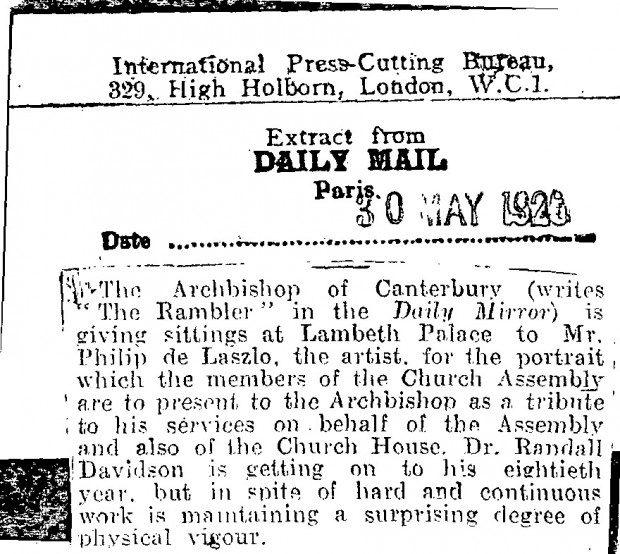 International Press-Cutting Bureau,
329, High Holborn, London, W.C.1.
Extract from
DAILY MAIL
Paris.
30 MAY
Date
The Archbishop of Canterbury (writes
"The Rambler" in the Daily Mirror) is
giving sittings at Lambeth Palace to Mr.
Philip de Laszlo, the artist, for the portrait
which the members of the Church Assembly
are to present to the Archbishop as a tribute
to his services on behalf of the Assembly
and also of the Church House. Dr. Randall
Davidson is getting on to his eightieth
year, but in spite of hard and continuous
work is maintaining a surprising degree of
physical vigour.